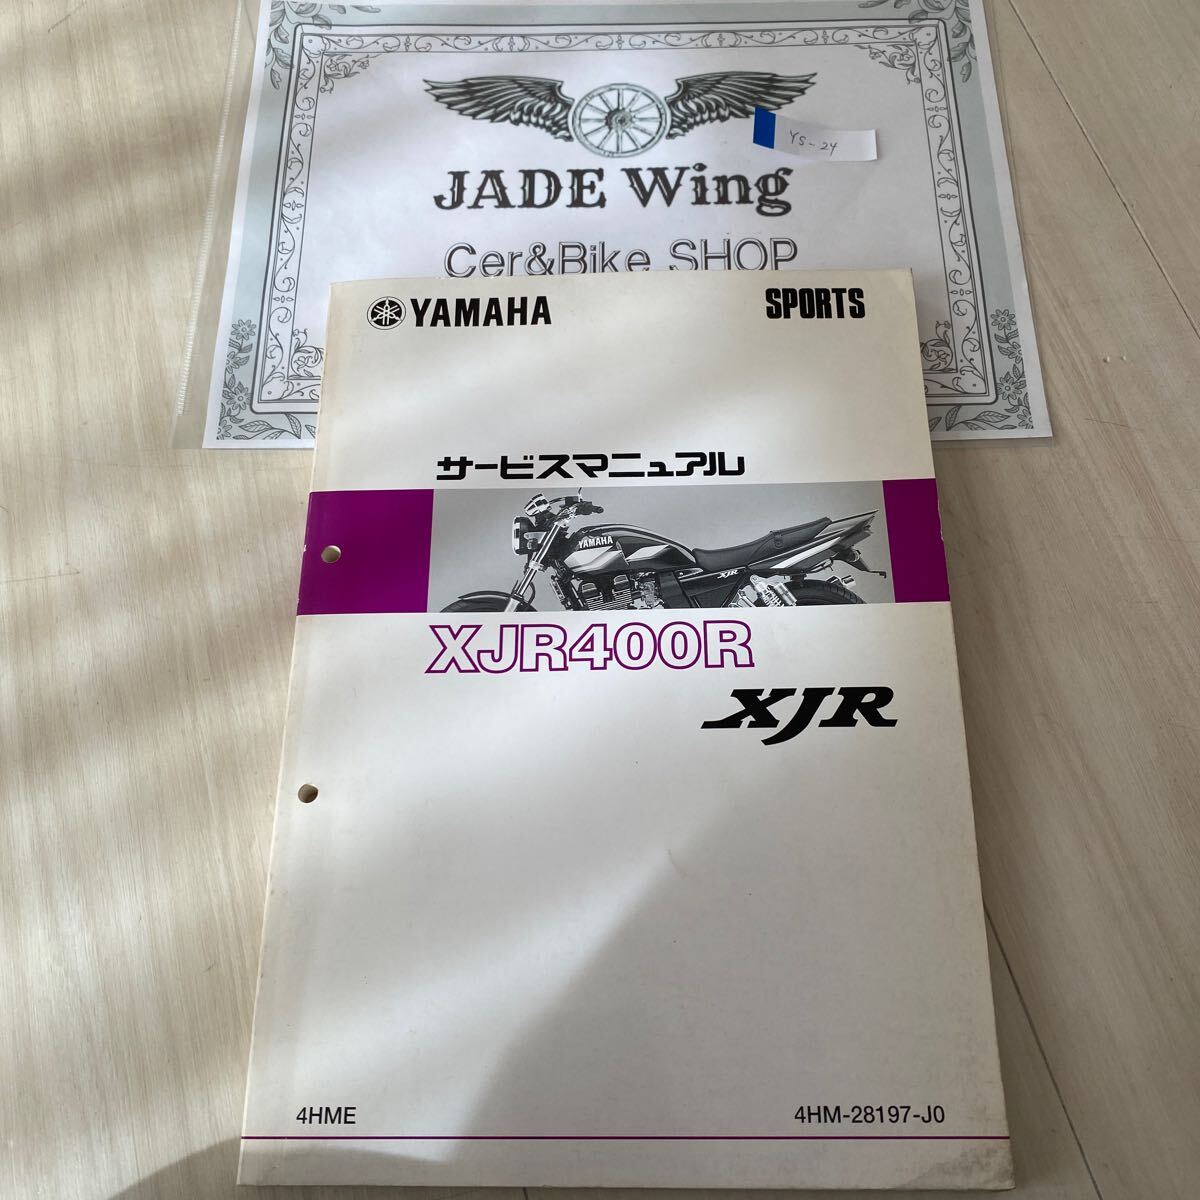 JADE Wing
YS-24
Cer&Bike SHOP
YAMAHA
SPORTS
サービスマニュアル
YAMAHA
XJR
XJR400R
XJR
4HME
4HM-28197-J0